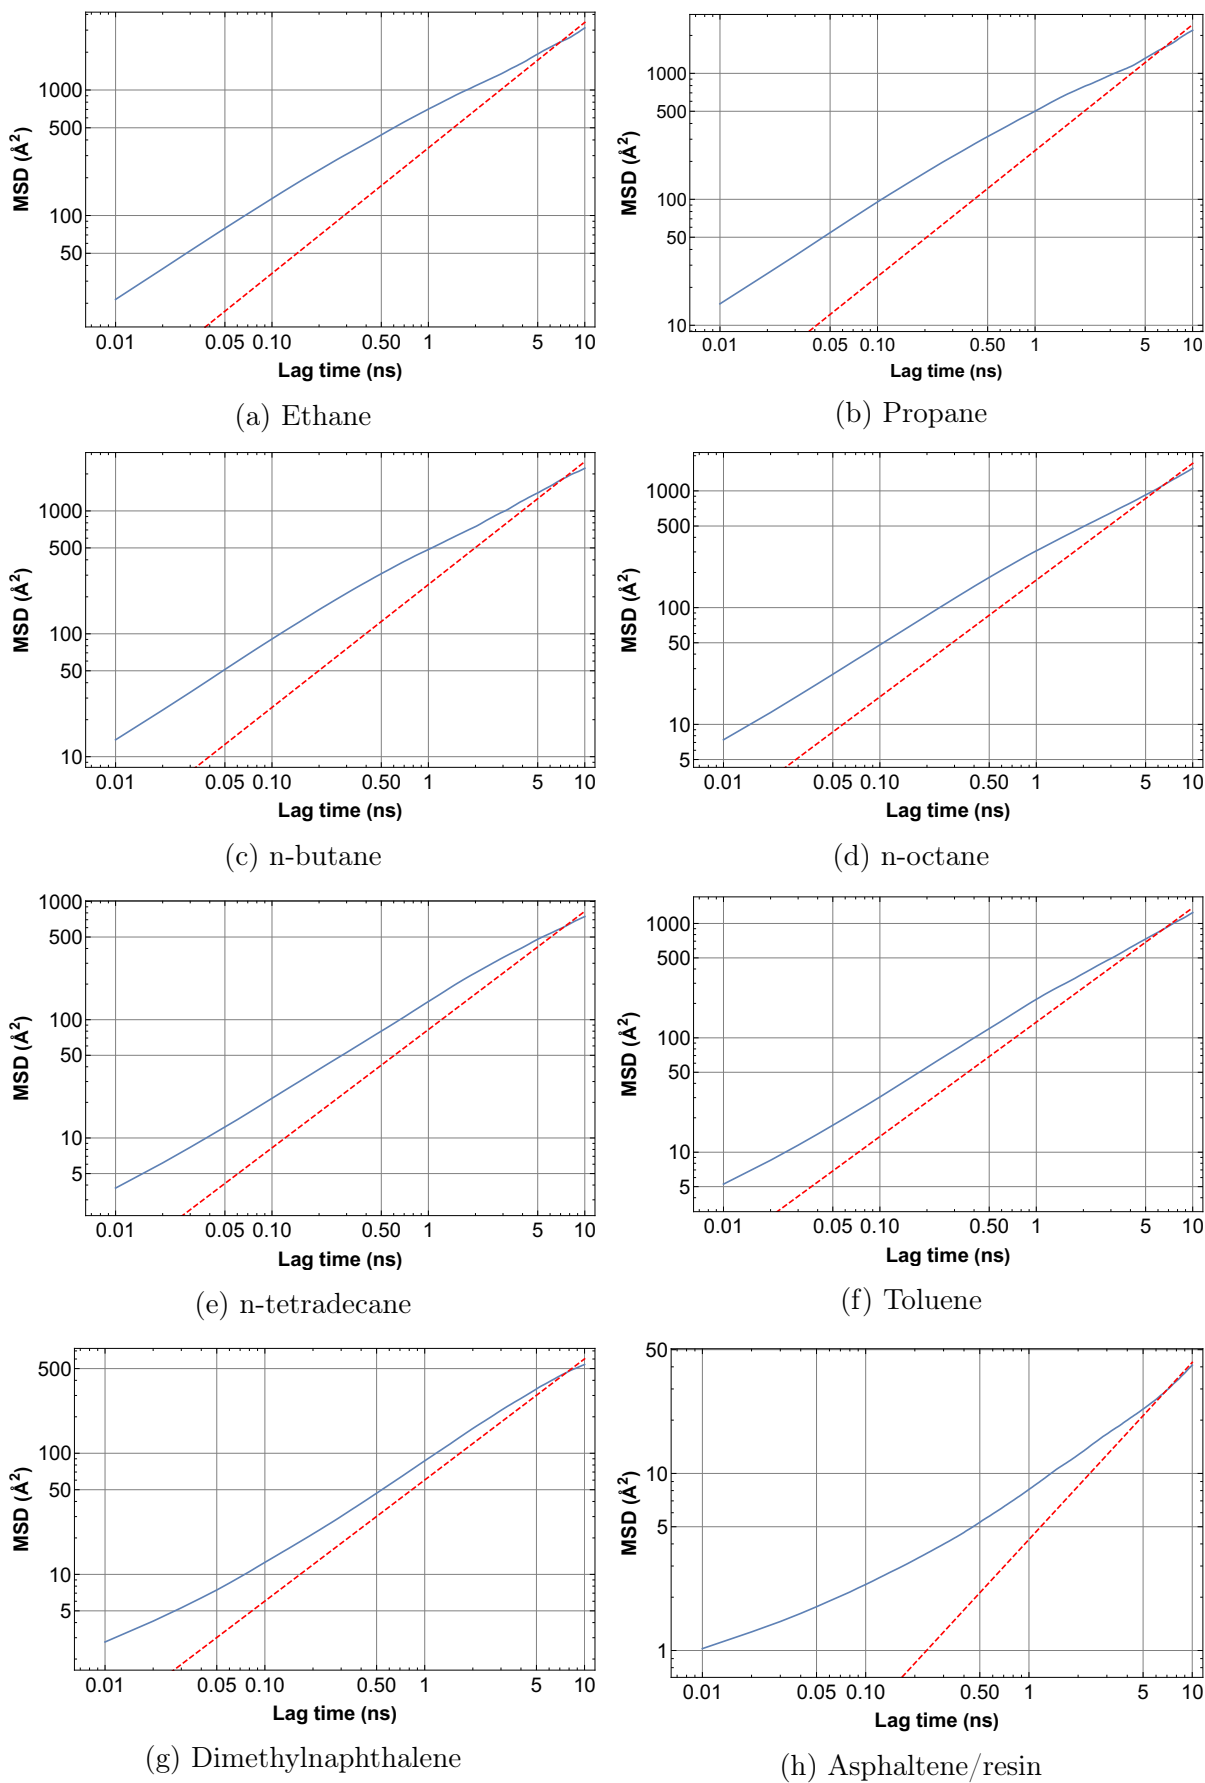 1000
500
100
50
MSD (Å²)
0.01 0.05 0.10 0.50 1 5 10
Lag time (ns)
(a) Ethane
1000
500
100
50
10
MSD (Å²)
0.01 0.05 0.10 0.50 1 5 10
Lag time (ns)
(b) Propane
1000
500
100
50
10
MSD (Å²)
0.01 0.05 0.10 0.50 1 5 10
Lag time (ns)
(c) n-butane
1000
500
100
50
10
5
MSD (Å²)
0.01 0.05 0.10 0.50 1 5 10
Lag time (ns)
(d) n-octane
1000
500
100
50
10
5
MSD (Å²)
0.01 0.05 0.10 0.50 1 5 10
Lag time (ns)
(e) n-tetradecane
1000
500
100
50
10
5
MSD (Å²)
0.01 0.05 0.10 0.50 1 5 10
Lag time (ns)
(f) Toluene
500
100
50
10
5
MSD (Å²)
0.01 0.05 0.10 0.50 1 5 10
Lag time (ns)
(g) Dimethylnaphthalene
50
10
5
1
MSD (Å²)
0.01 0.05 0.10 0.50 1 5 10
Lag time (ns)
(h) Asphaltene/resin